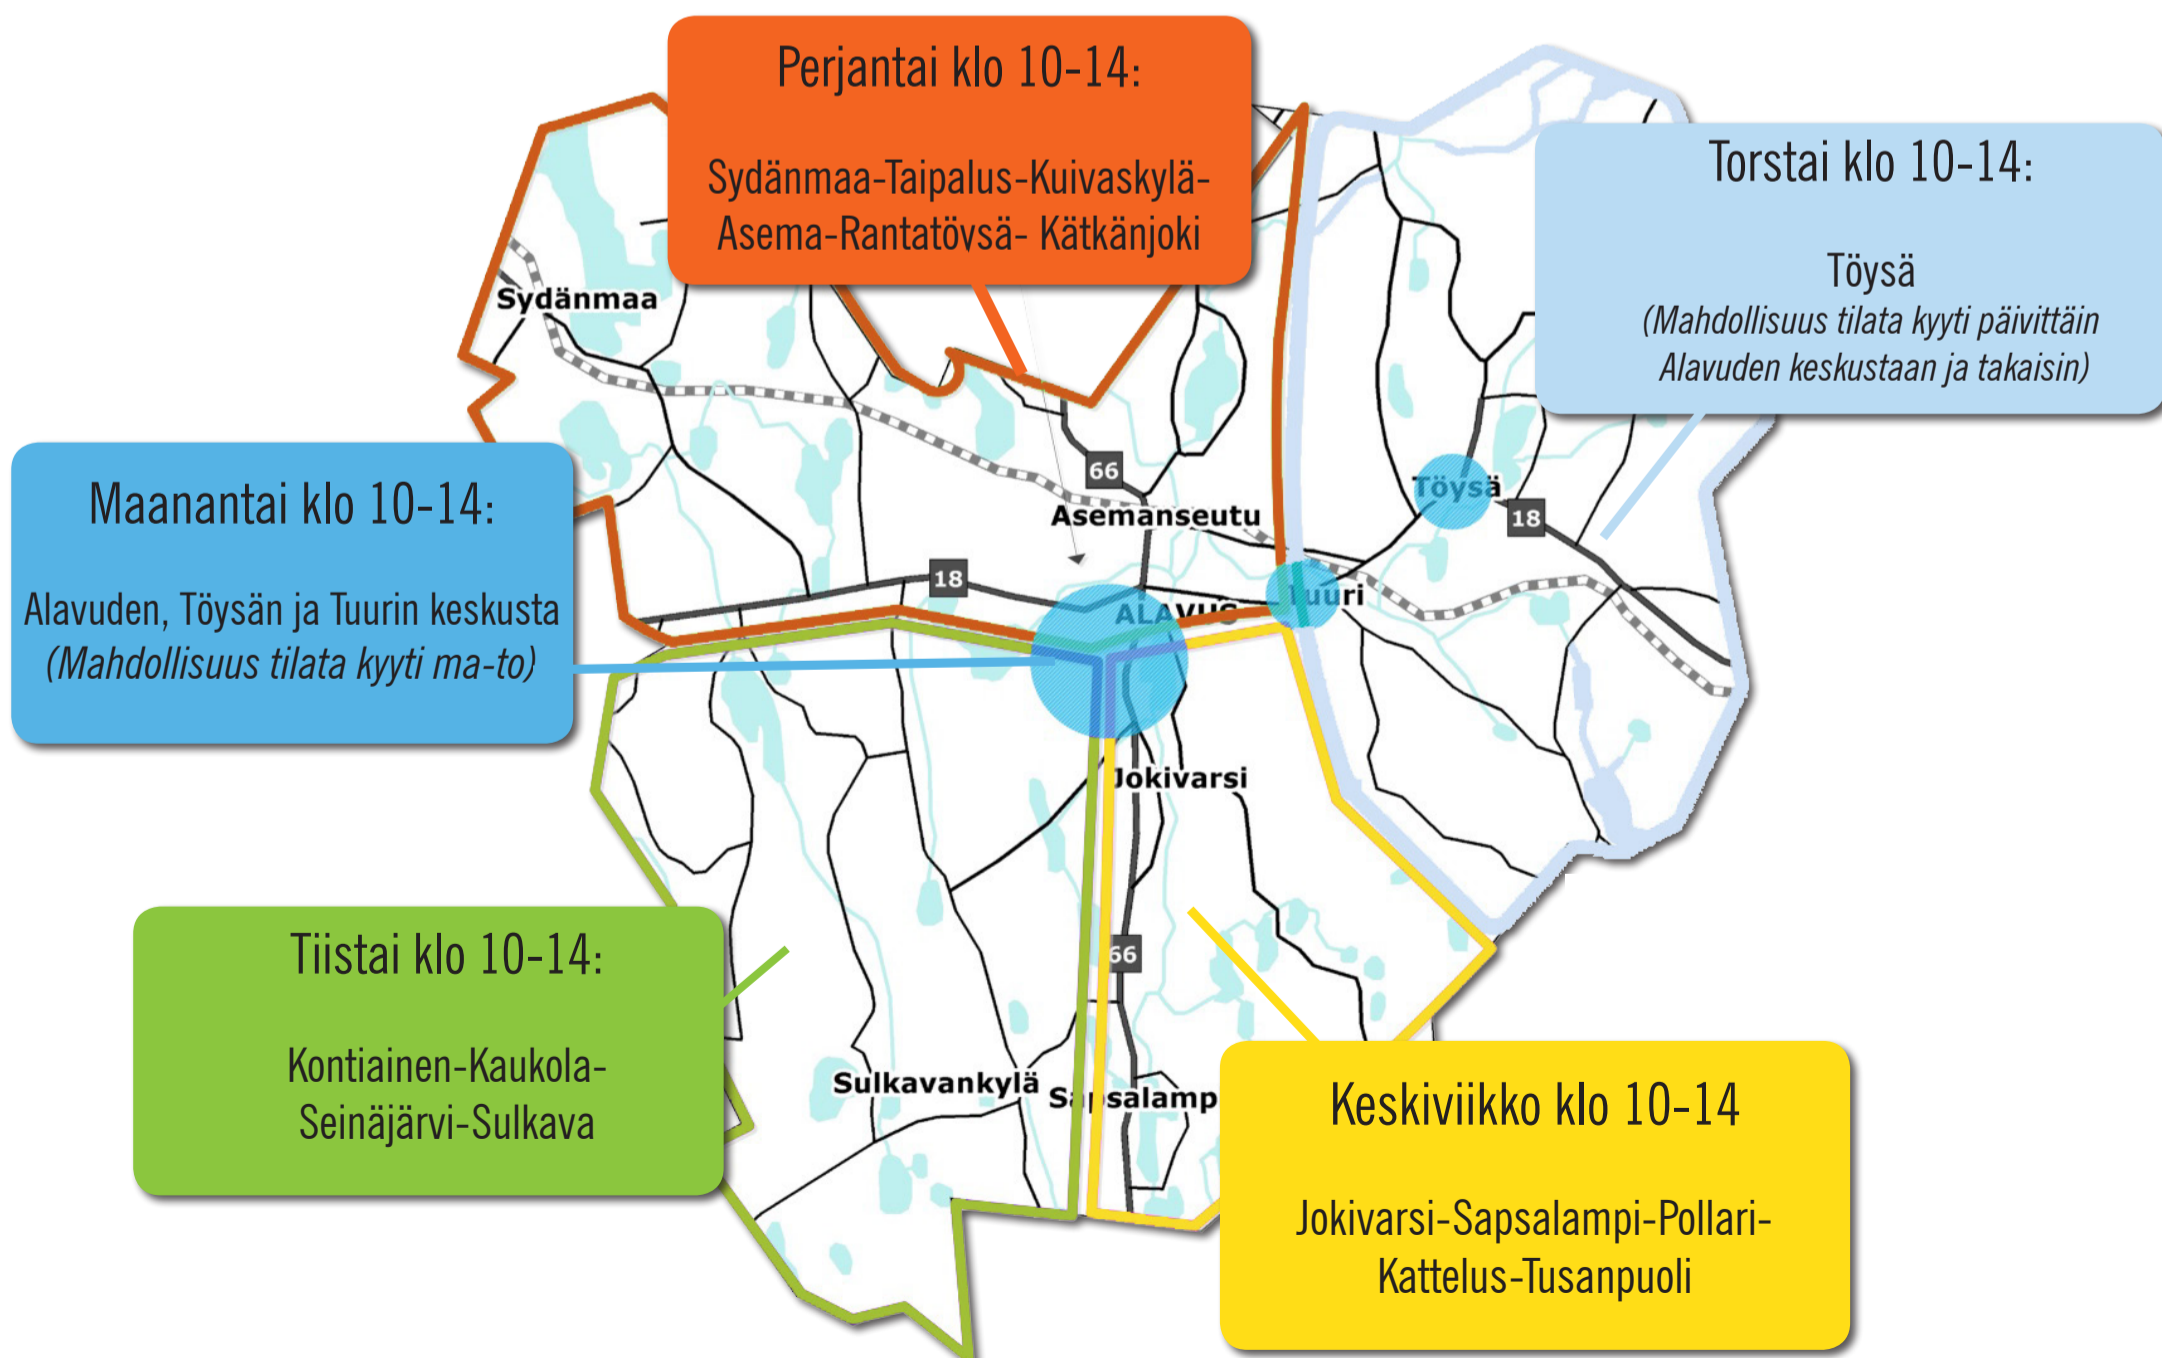 Perjantai klo 10-14:
Sydänmaa-Taipalus-Kuivaskylä-
Asema-Rantatöysä- Kätkänjoki
Torstai klo 10-14:
Töysä
(Mahdollisuus tilata kyyti päivittäin
Alavuden keskustaan ja takaisin)
Sydänmaa
66
Töysä
18
Asemanseutu
Maanantai klo 10-14:
Alavuden, Töysän ja Tuurin keskusta
(Mahdollisuus tilata kyyti ma-to)
18
ALAVUS
Tuuri
Jokivarsi
66
Tiistai klo 10-14:
Kontiainen-Kaukola-
Seinäjärvi-Sulkava
Sulkavankylä
Sapsalamp
Keskiviikko klo 10-14
Jokivarsi-Sapsalampi-Pollari-
Kattelus-Tusanpuoli